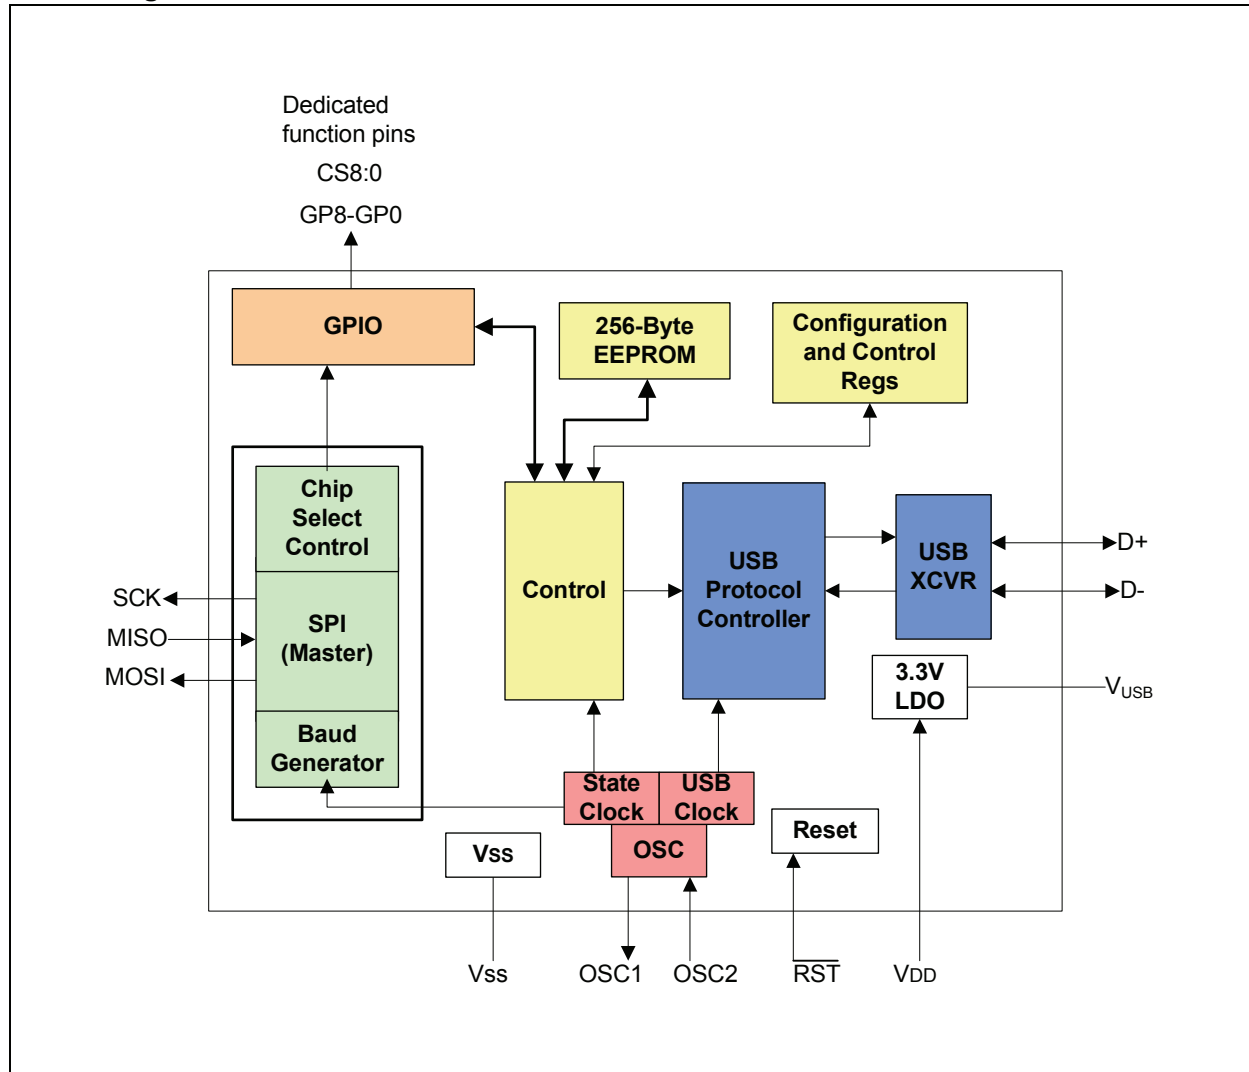 Dedicated
function pins
CS8:0
GP8-GP0
GPIO
256-Byte
EEPROM
Configuration
and Control
Regs
Chip
Select
Control
SPI
(Master)
Baud
Generator
SCK
MISO
MOSI
Control
USB
Protocol
Controller
USB
XCVR
D+
D-
3.3V
LDO
VUSB
State
Clock
USB
Clock
OSC
Reset
Vss
Vss
OSC1
OSC2
RST
VDD